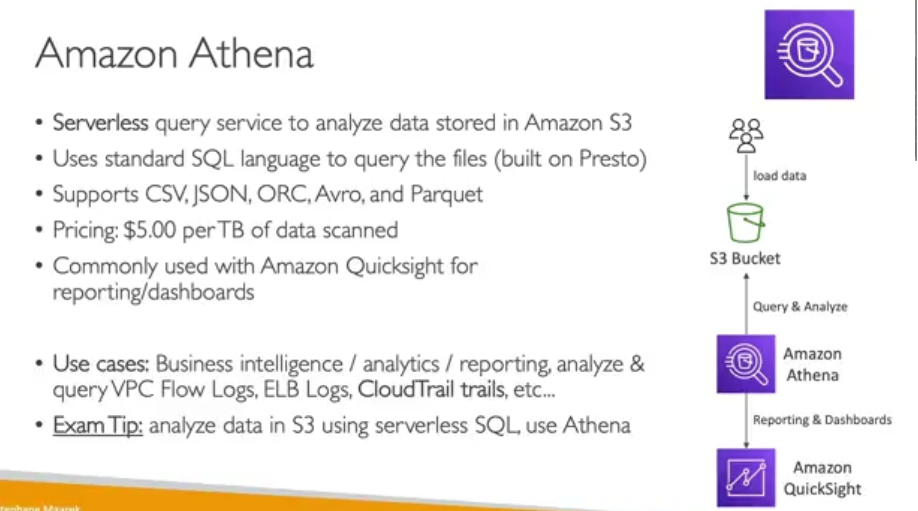 Amazon Athena
• Serverless query service to analyze data stored in Amazon S3
• Uses standard SQL language to query the files (built on Presto)
• Supports CSV, JSON, ORC, Avro, and Parquet
• Pricing: $5.00 per TB of data scanned
• Commonly used with Amazon Quicksight for
reporting/dashboards
• Use cases: Business intelligence / analytics / reporting, analyze &
query VPC Flow Logs, ELB Logs, CloudTrail trails, etc...
• Exam Tip: analyze data in S3 using serverless SQL, use Athena
load data
S3 Bucket
Query & Analyze
Amazon
Athena
Reporting & Dashboards
Amazon
QuickSight